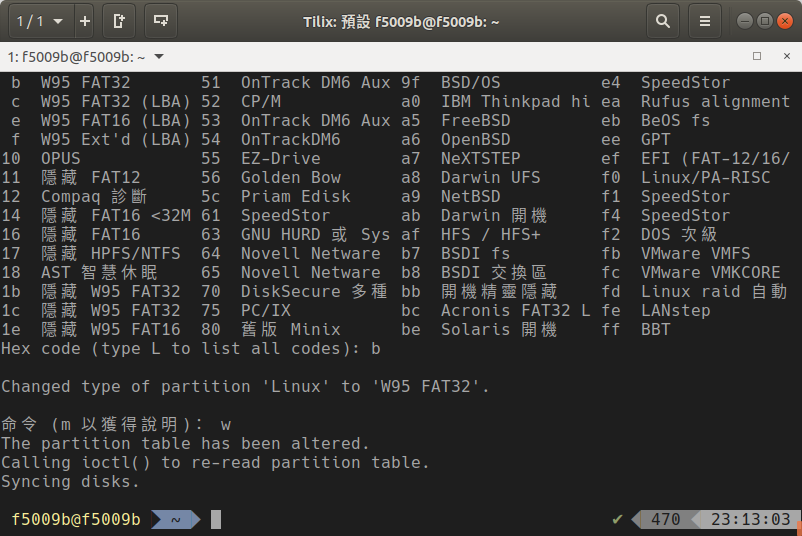 1 / 1
Tilix: 預設 f5009b@f5009b: ~
1: f5009b@f5009b: ~
b W95 FAT32 51 OnTrack DM6 Aux 9f BSD/OS e4 SpeedStor
c W95 FAT32 (LBA) 52 CP/M a0 IBM Thinkpad hi ea Rufus alignment
e W95 FAT16 (LBA) 53 OnTrack DM6 Aux a5 FreeBSD eb BeOS fs
f W95 Ext'd (LBA) 54 OnTrackDM6 a6 OpenBSD ee GPT
10 OPUS 55 EZ-Drive a7 NeXTSTEP ef EFI (FAT-12/16/
11 隱藏 FAT12 56 Golden Bow a8 Darwin UFS f0 Linux/PA-RISC
12 Compaq 診斷 5c Priam Edisk a9 NetBSD f1 SpeedStor
14 隱藏 FAT16 <32M 61 SpeedStor ab Darwin 開機 f4 SpeedStor
16 隱藏 FAT16 63 GNU HURD 或 Sys af HFS / HFS+ f2 DOS 次級
17 隱藏 HPFS/NTFS 64 Novell Netware b7 BSDI fs fb VMware VMFS
18 AST 智慧休眠 65 Novell Netware b8 BSDI 交換區 fc VMware VMKCORE
1b 隱藏 W95 FAT32 70 DiskSecure 多種 bb 開機精靈隱藏 fd Linux raid 自動
1c 隱藏 W95 FAT32 75 PC/IX bc Acronis FAT32 L fe LANstep
1e 隱藏 W95 FAT16 80 舊版 Minix be Solaris 開機 ff BBT
Hex code (type L to list all codes): b
Changed type of partition 'Linux' to 'W95 FAT32'.
命令 (m 以獲得說明): w
The partition table has been altered.
Calling ioctl() to re-read partition table.
Syncing disks.
f5009b@f5009b ~ ✔ 470 23:13:03